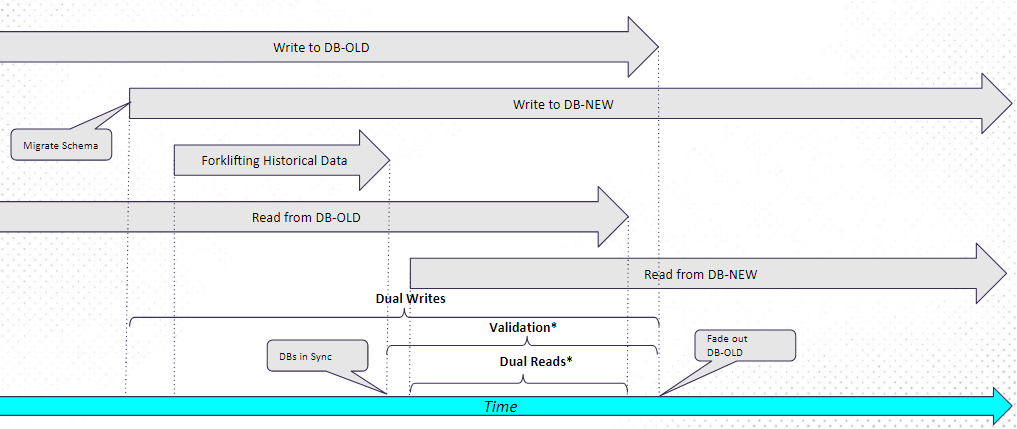 Write to DB-OLD
Write to DB-NEW
Migrate Schema
Forklifting Historical Data
Read from DB-OLD
Read from DB-NEW
Dual Writes
Validation*
Fade out
DB-OLD
DBs in Sync
Dual Reads*
Time